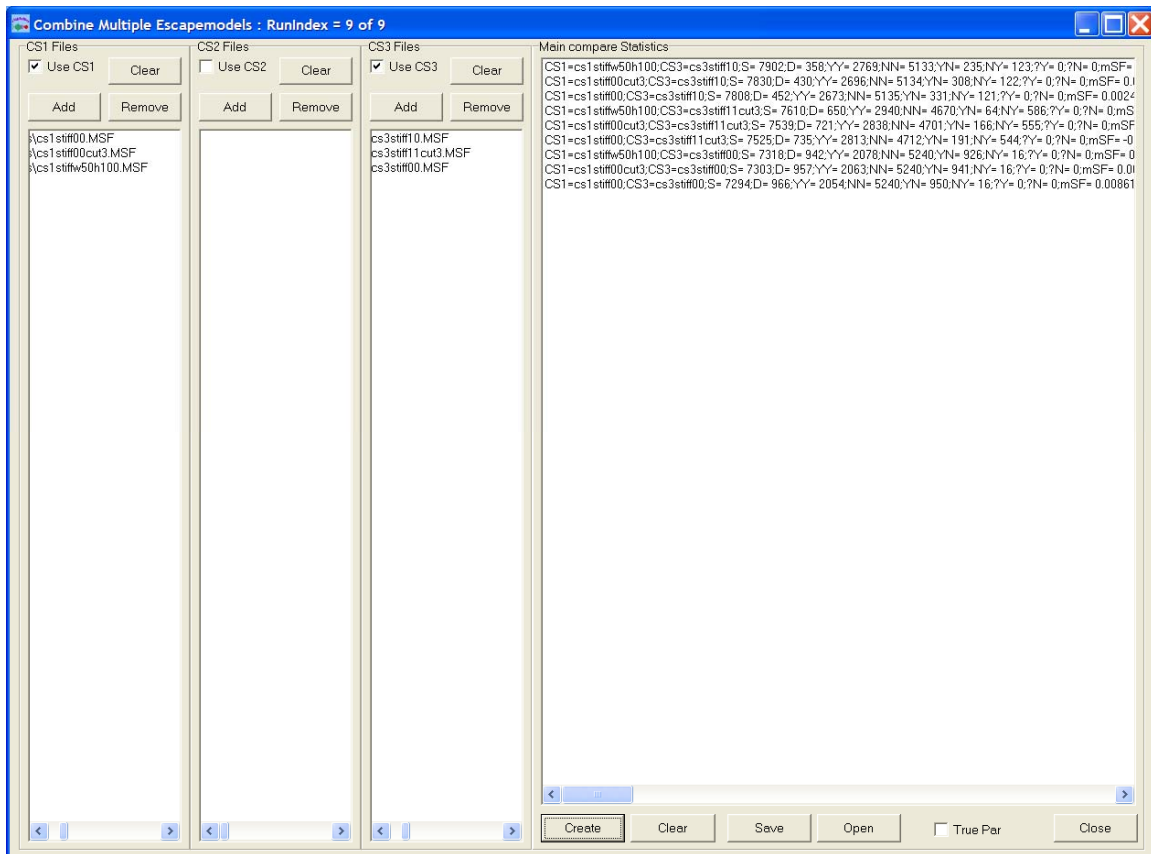 Combine Multiple Escapemodels : RunIndex = 9 of 9
CS1 Files
Use CS1
Clear
Add
Remove
s\cs1stiff00.MSF
s\cs1stiff00cut3.MSF
s\cs1stiffw50h100.MSF
CS2 Files
Use CS2
Clear
Add
Remove
CS3 Files
Use CS3
Clear
Add
Remove
cs3stiff10.MSF
cs3stiff11cut3.MSF
cs3stiff00.MSF
Main compare Statistics
CS1=cs1stiffw50h100;CS3=cs3stiff10;S= 7902;D= 358;YY= 2769;NN= 5133;YN= 235;NY= 123;?Y= 0;?N= 0;mSF=
CS1=cs1stiff00cut3;CS3=cs3stiff10;S= 7830;D= 430;YY= 2696;NN= 5134;YN= 308;NY= 122;?Y= 0;?N= 0;mSF= 0.0
CS1=cs1stiff00;CS3=cs3stiff10;S= 7808;D= 452;YY= 2673;NN= 5135;YN= 331;NY= 121;?Y= 0;?N= 0;mSF= 0.0024
CS1=cs1stiffw50h100;CS3=cs3stiff11cut3;S= 7610;D= 650;YY= 2940;NN= 4670;YN= 64;NY= 586;?Y= 0;?N= 0;mS
CS1=cs1stiff00cut3;CS3=cs3stiff11cut3;S= 7539;D= 721;YY= 2838;NN= 4701;YN= 166;NY= 555;?Y= 0;?N= 0;mSF
CS1=cs1stiff00;CS3=cs3stiff11cut3;S= 7525;D= 735;YY= 2813;NN= 4712;YN= 191;NY= 544;?Y= 0;?N= 0;mSF= -0
CS1=cs1stiffw50h100;CS3=cs3stiff00;S= 7318;D= 942;YY= 2078;NN= 5240;YN= 926;NY= 16;?Y= 0;?N= 0;mSF= 0
CS1=cs1stiff00cut3;CS3=cs3stiff00;S= 7303;D= 957;YY= 2063;NN= 5240;YN= 941;NY= 16;?Y= 0;?N= 0;mSF= 0.00
CS1=cs1stiff00;CS3=cs3stiff00;S= 7294;D= 966;YY= 2054;NN= 5240;YN= 950;NY= 16;?Y= 0;?N= 0;mSF= 0.00861
Create
Clear
Save
Open
True Par
Close